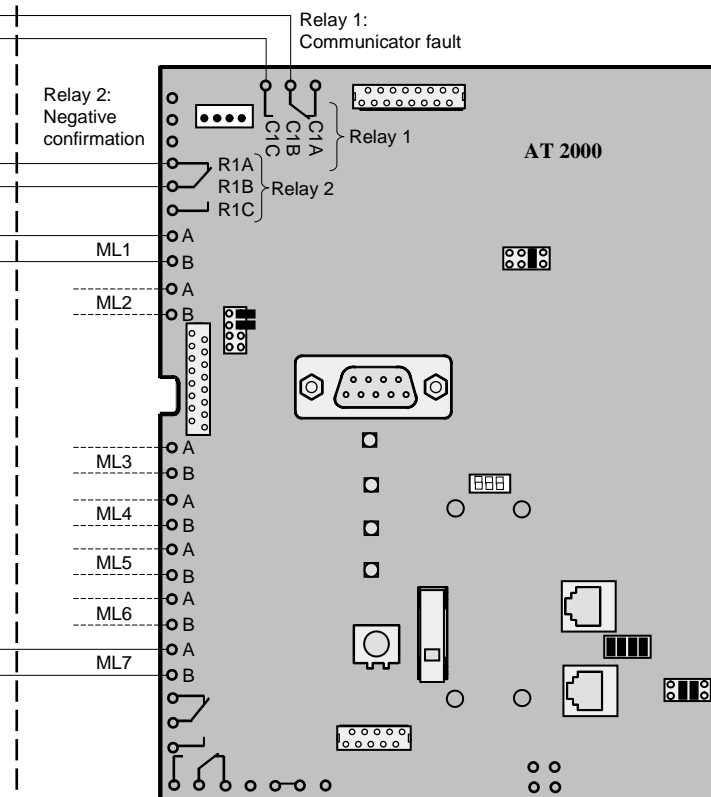 Relay 1:
Communicator fault
Relay 2:
Negative
confirmation
C1C
C1B
C1A
Relay 1
AT 2000
R1A
R1B
R1C
Relay 2
A
ML1
B
A
ML2
B
A
ML3
B
A
ML4
B
A
ML5
B
A
ML6
B
A
ML7
B